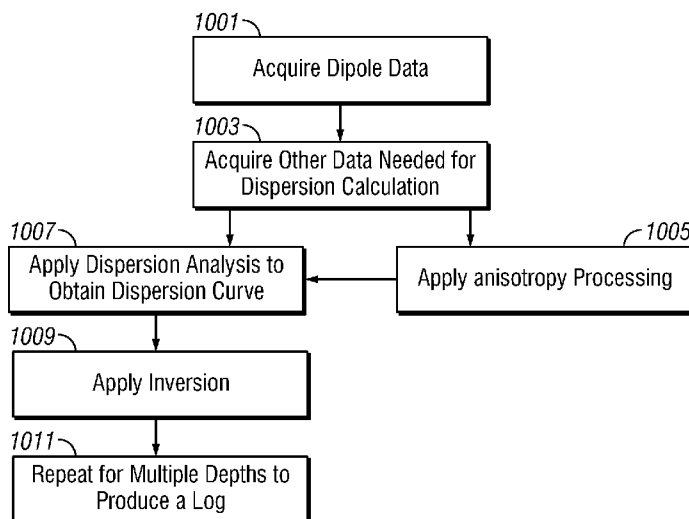 1001
Acquire Dipole Data
1003
Acquire Other Data Needed for
Dispersion Calculation
1007
Apply Dispersion Analysis to
Obtain Dispersion Curve
1005
Apply anisotropy Processing
1009
Apply Inversion
1011
Repeat for Multiple Depths to
Produce a Log